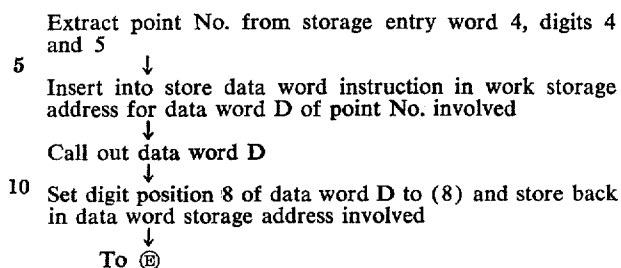 Extract point No. from storage entry word 4, digits 4
and 5
5
↓
Insert into store data word instruction in work storage
address for data word D of point No. involved
↓
Call out data word D
↓
10 Set digit position 8 of data word D to (8) and store back
in data word storage address involved
↓
To Ⓔ